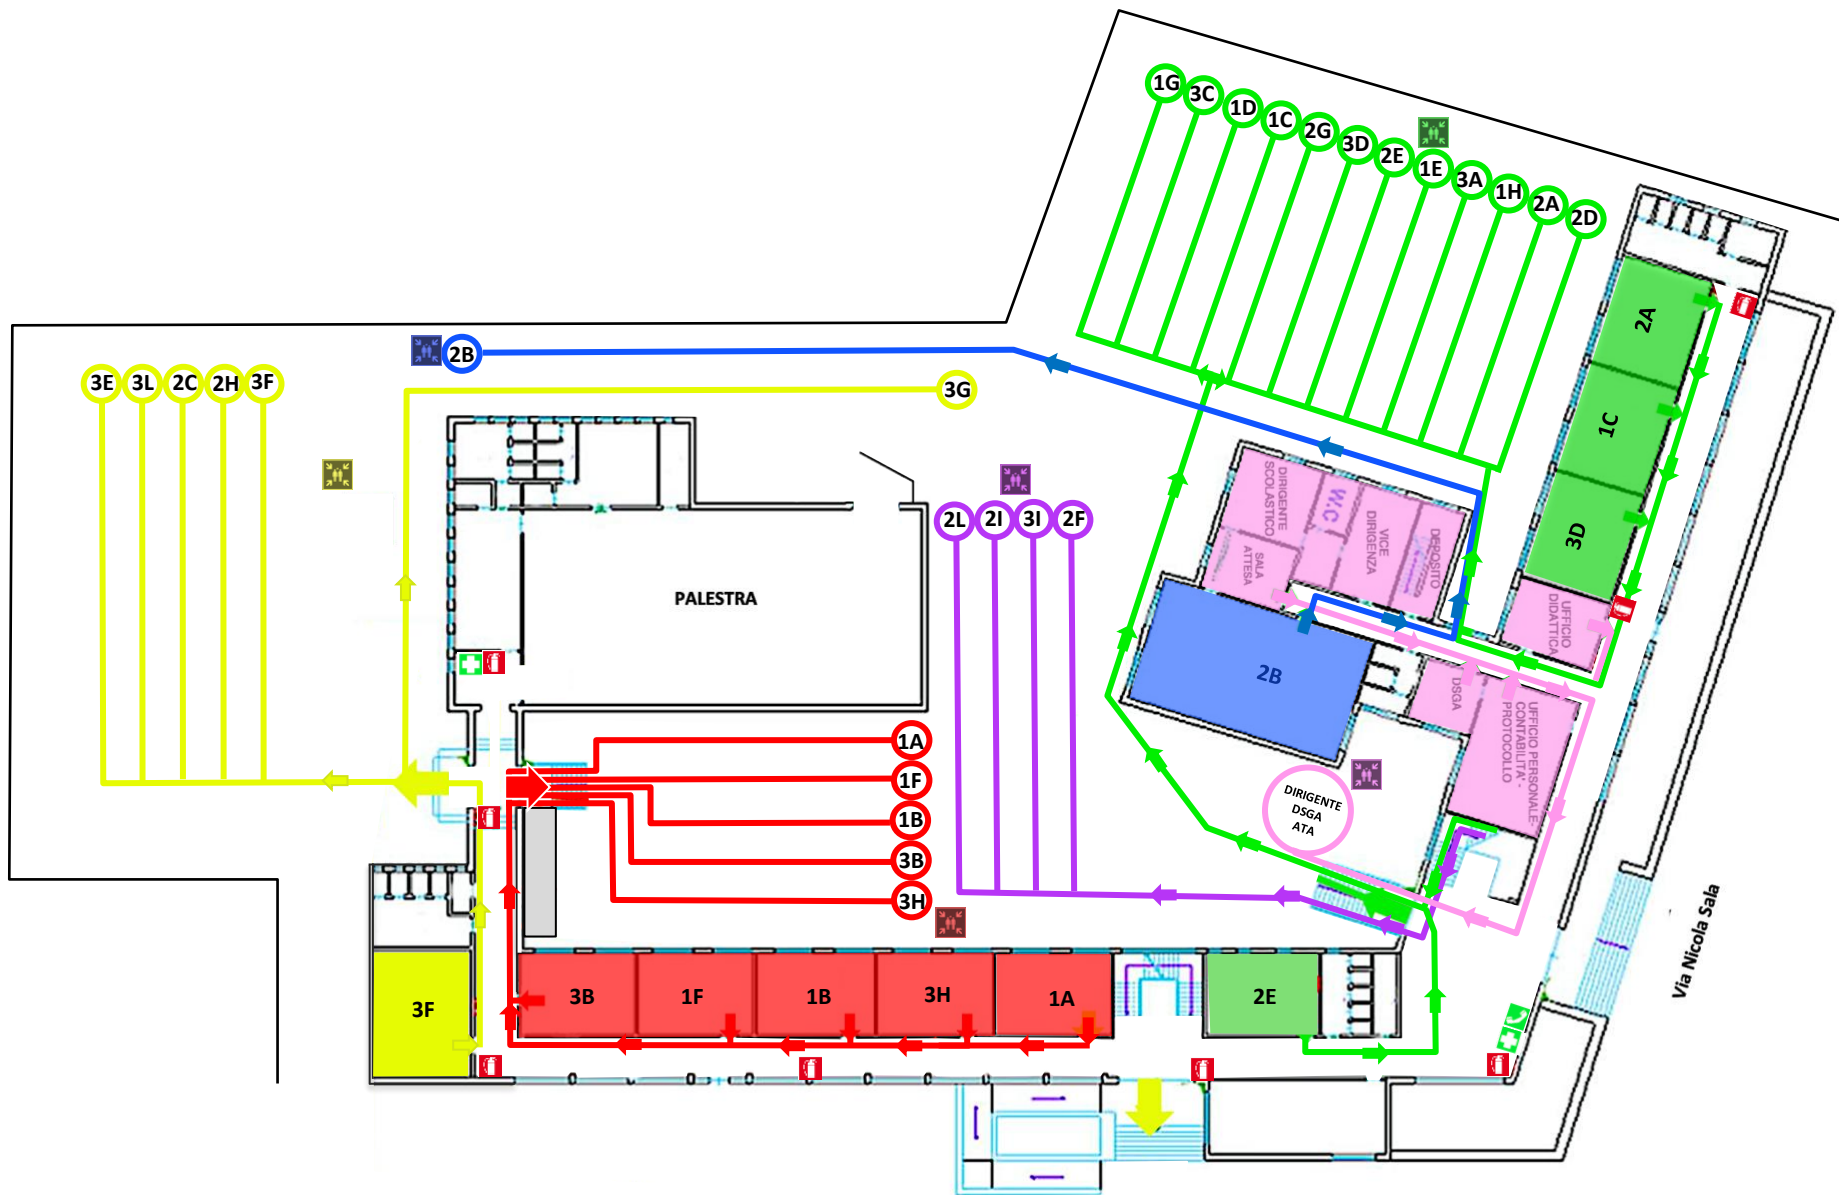 1G
3C
1D
1C
2G
3D
2E
1E
3A
1H
2A
2D
2B
3E
3L
2C
2H
3F
3G
2L
2I
3I
2F
PALESTRA
1A
1F
1B
3B
3H
2A
1C
3D
UFFICIO
DIDATTICA
DIRIGENTE
SCOLASTICO
W.C
VICE
DIRIGENZA
DEPOSITO
SALA
ATTESA
2B
DSGA
UFFICIO PERSONALE-
CONTABILITA'-
PROTOCOLLO
DIRIGENTE
DSGA
ATA
3F
3B
1F
1B
3H
1A
2E
Via Nicola Sala